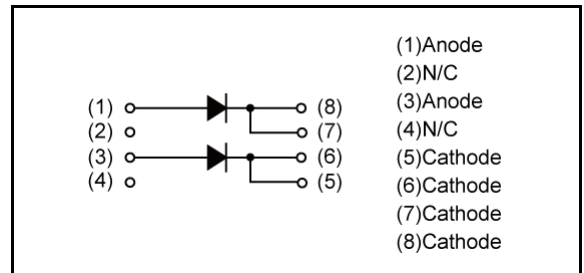 (1) (8)
(2) (7)
(3) (6)
(4) (5)
(1)Anode
(2)N/C
(3)Anode
(4)N/C
(5)Cathode
(6)Cathode
(7)Cathode
(8)Cathode